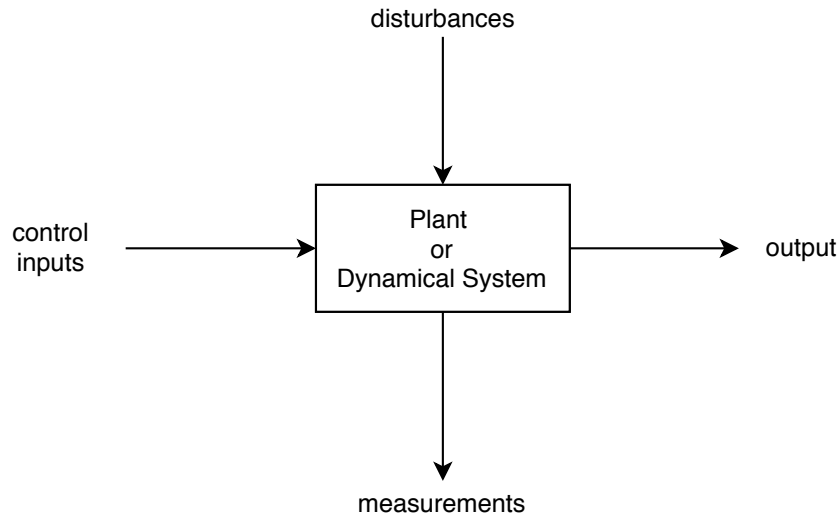 disturbances
control
inputs
Plant
or
Dynamical System
output
measurements